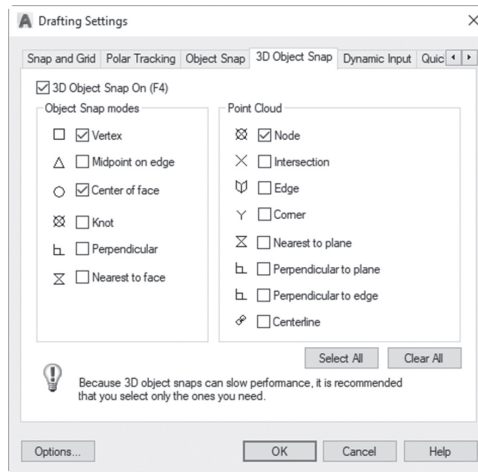 Drafting Settings
Snap and Grid Polar Tracking Object Snap 3D Object Snap Dynamic Input Quic
3D Object Snap On (F4)
Object Snap modes
Vertex
Midpoint on edge
Center of face
Knot
Perpendicular
Nearest to face
Point Cloud
Node
Intersection
Edge
Corner
Nearest to plane
Perpendicular to plane
Perpendicular to edge
Centerline
Select All Clear All
Because 3D object snaps can slow performance, it is recommended
that you select only the ones you need.
Options... OK Cancel Help